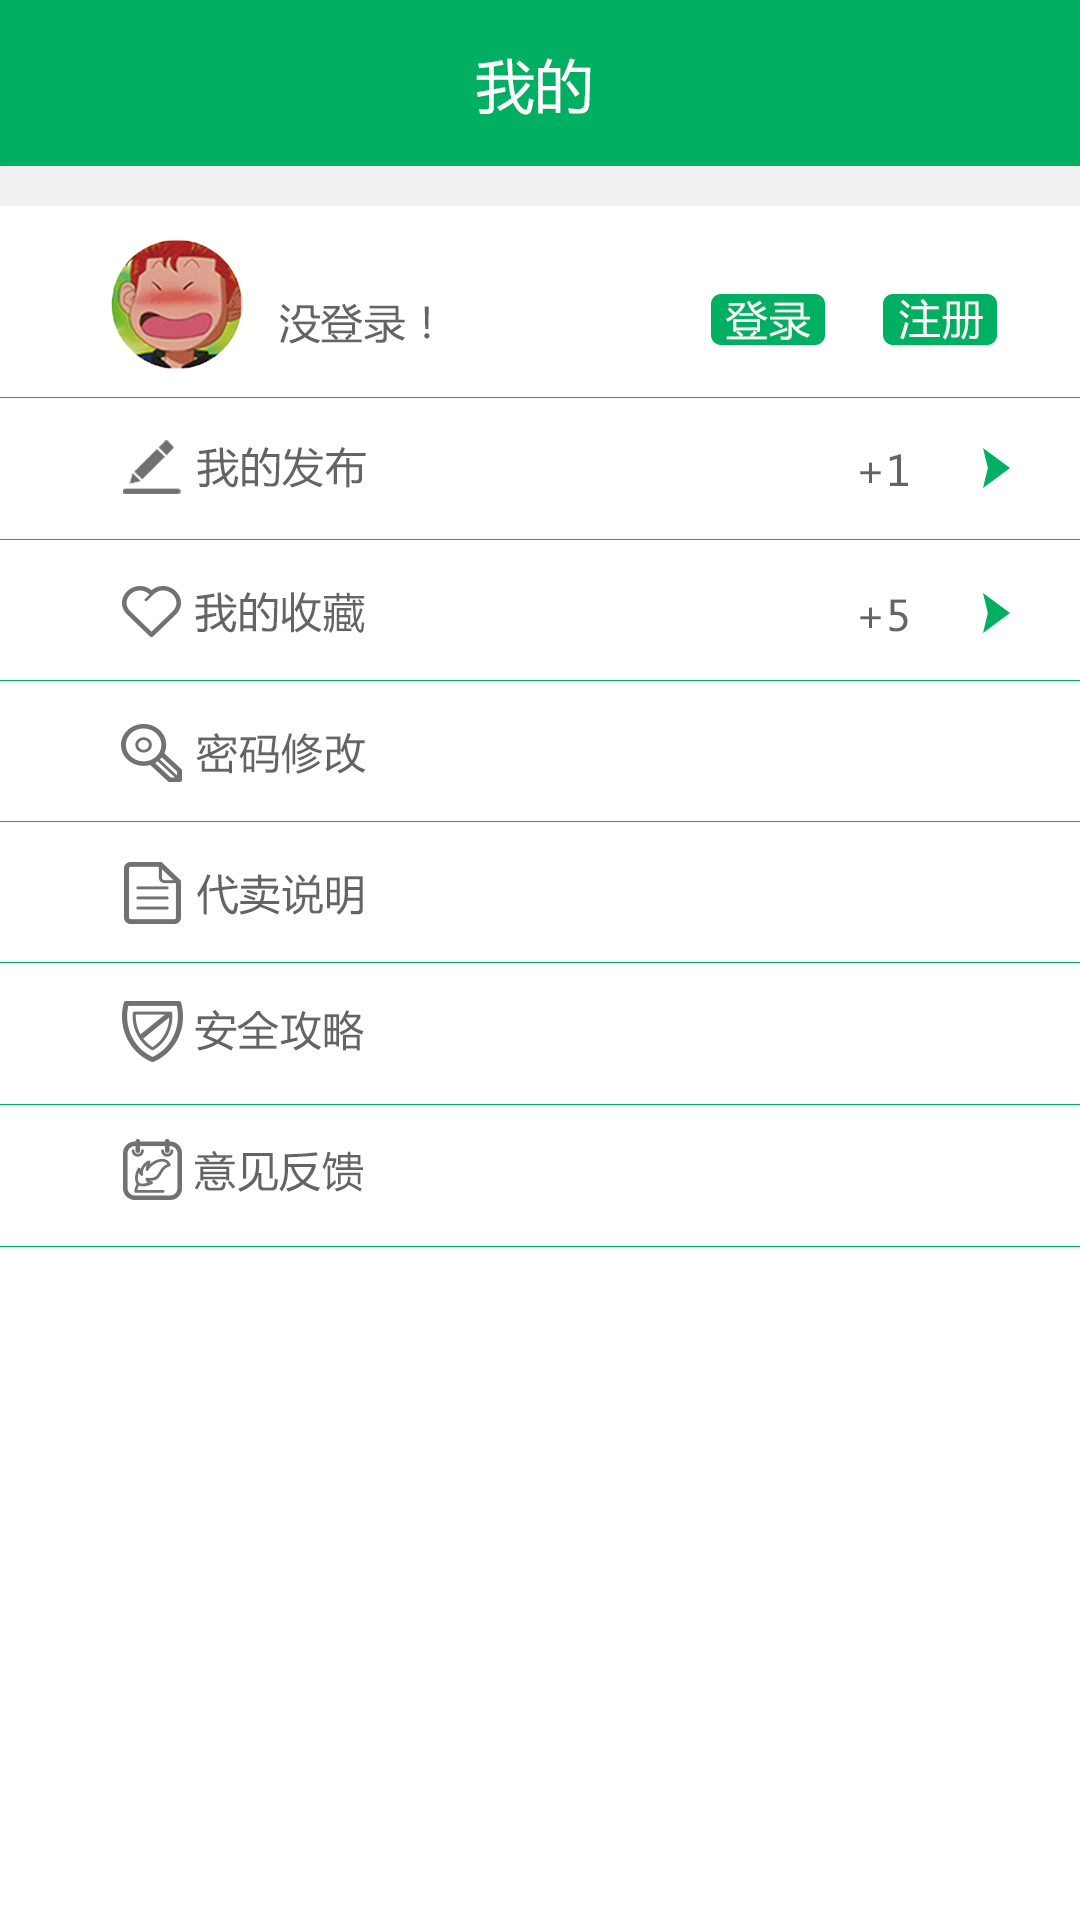 我的
没登录！ 登录 注册
我的发布 +1
我的收藏 +5
密码修改
代卖说明
安全攻略
意见反馈